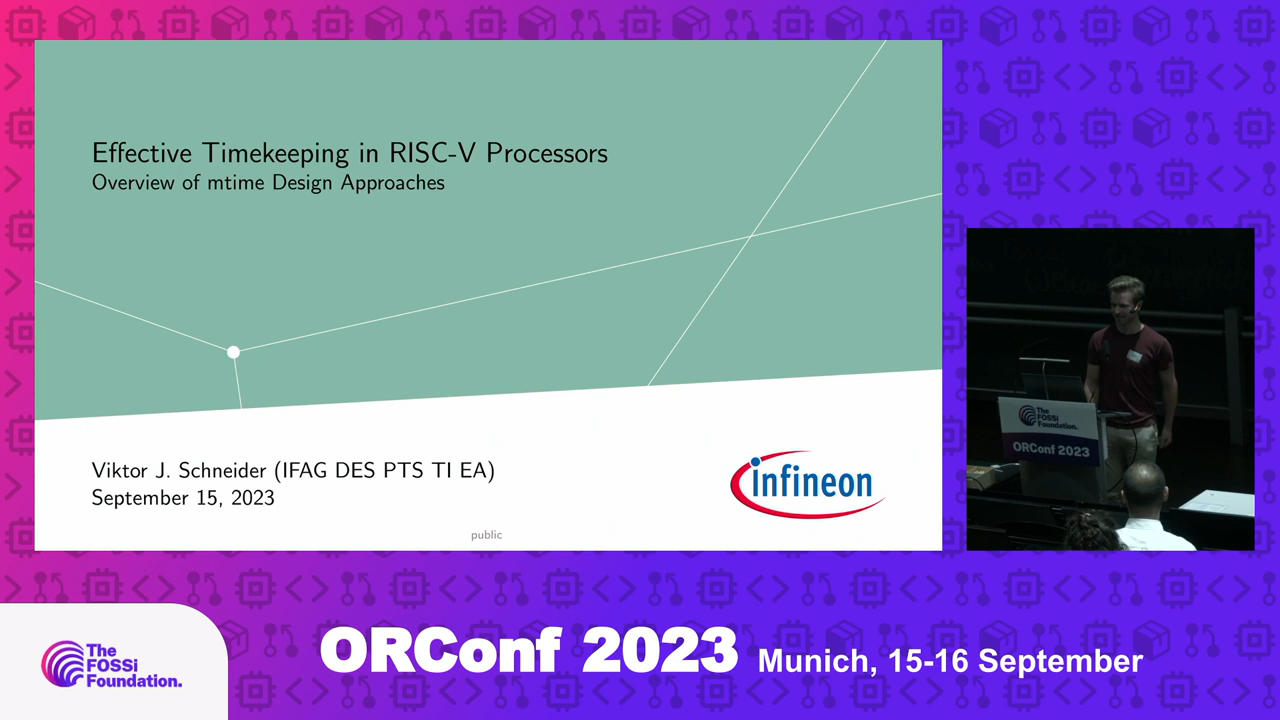 Effective Timekeeping in RISC-V Processors
Overview of mtime Design Approaches
Viktor J. Schneider (IFAG DES PTS TI EA)
September 15, 2023
infineon
public
The
FOSSi
Foundation.
ORConf 2023
The
FOSSi
Foundation.
ORConf 2023 Munich, 15-16 September